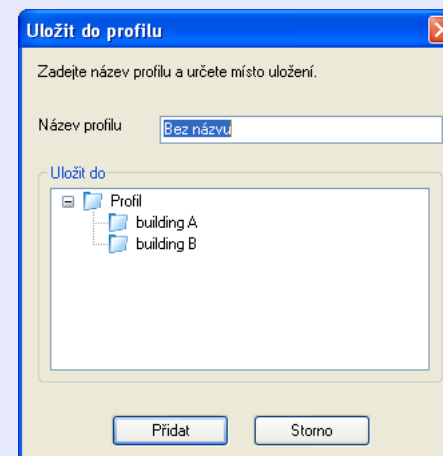 Uložit do profilu
Zadejte název profilu a určete místo uložení.
Název profilu
Bez názvu
Uložit do
Profil
building A
building B
Přidat
Storno